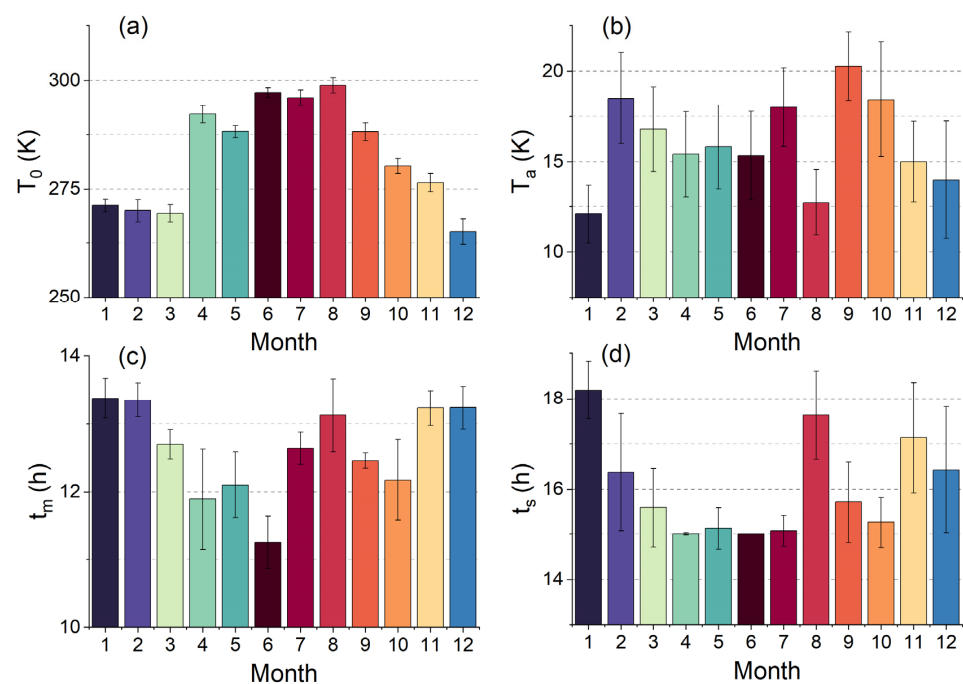 (a)
T₀ (K)
300
275
250
1 2 3 4 5 6 7 8 9 10 11 12
Month
(b)
Tₐ (K)
20
15
10
1 2 3 4 5 6 7 8 9 10 11 12
Month
(c)
tₘ (h)
14
12
10
1 2 3 4 5 6 7 8 9 10 11 12
Month
(d)
tₛ (h)
18
16
14
1 2 3 4 5 6 7 8 9 10 11 12
Month